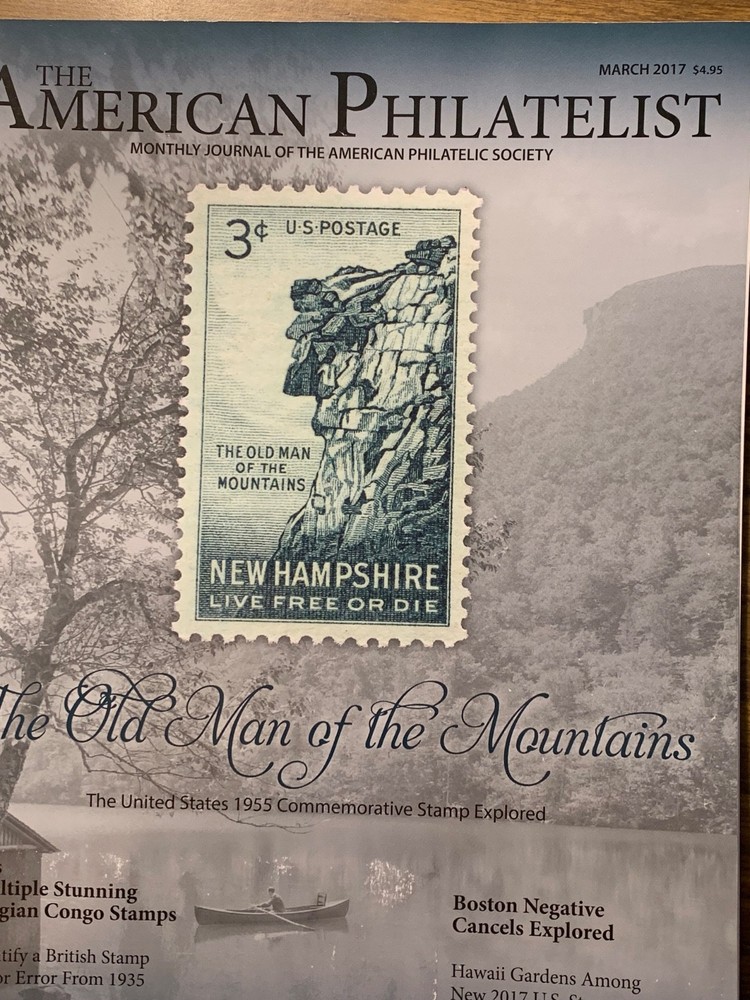 THE
AMERICAN PHILATELIST
MARCH 2017 $4.95
MONTHLY JOURNAL OF THE AMERICAN PHILATELIC SOCIETY
3¢ U·S·POSTAGE
THE OLD MAN
OF THE
MOUNTAINS
NEW HAMPSHIRE
LIVE FREE OR DIE
he Old Man of the Mountains
The United States 1955 Commemorative Stamp Explored
ltiple Stunning
gian Congo Stamps
tify a British Stamp
or Error From 1935
Boston Negative
Cancels Explored
Hawaii Gardens Among
New 2017 U.S.